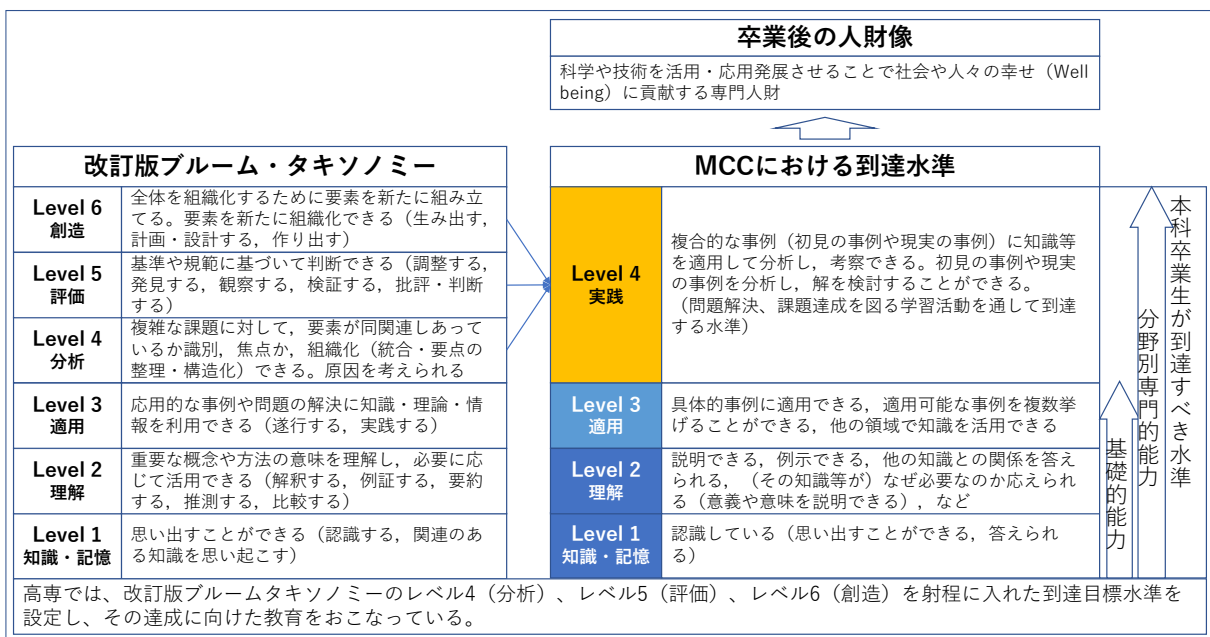 卒業後の人財像
科学や技術を活用・応用発展させることで社会や人々の幸せ（Well
being）に貢献する専門人財
改訂版ブルーム・タキソノミー
Level 6
創造
全体を組織化するために要素を新たに組み立
てる。要素を新たに組織化できる（生み出す，
計画・設計する，作り出す）
Level 5
評価
基準や規範に基づいて判断できる（調整する，
発見する，観察する，検証する，批評・判断
する）
Level 4
分析
複雑な課題に対して，要素が同関連しあって
いるか識別，焦点か，組織化（統合・要点の
整理・構造化）できる。原因を考えられる
Level 3
適用
応用的な事例や問題の解決に知識・理論・情
報を利用できる（遂行する，実践する）
Level 2
理解
重要な概念や方法の意味を理解し，必要に応
じて活用できる（解釈する，例証する，要約
する，推測する，比較する）
Level 1
知識・記憶
思い出すことができる（認識する，関連のあ
る知識を思い起こす）
MCCにおける到達水準
Level 4
実践
複合的な事例（初見の事例や現実の事例）に知識等
を適用して分析し，考察できる。初見の事例や現実
の事例を分析し，解を検討することができる。
（問題解決、課題達成を図る学習活動を通して到達
する水準）
Level 3
適用
具体的事例に適用できる，適用可能な事例を複数挙
げることができる，他の領域で知識を活用できる
Level 2
理解
説明できる，例示できる，他の知識との関係を答え
られる，（その知識等が）なぜ必要なのか応えられ
る（意義や意味を説明できる），など
Level 1
知識・記憶
認識している（思い出すことができる，答えられ
る）
本科卒業生が到達すべき水準
分野別専門的能力
基礎的能力
高専では、改訂版ブルームタキソノミーのレベル4（分析）、レベル5（評価）、レベル6（創造）を射程に入れた到達目標水準を
設定し、その達成に向けた教育をおこなっている。